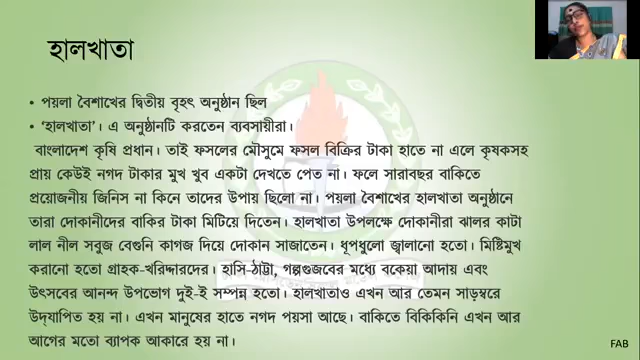 হালখাতা
• পয়লা বৈশাখের দ্বিতীয় বৃহৎ অনুষ্ঠান ছিল
• ‘হালখাতা’। এ অনুষ্ঠানটি করতেন ব্যবসায়ীরা।
বাংলাদেশ কৃষি প্রধান। তাই ফসলের মৌসুমে ফসল বিক্রির টাকা হাতে না এলে কৃষকসহ
প্রায় কেউই নগদ টাকার মুখ খুব একটা দেখতে পেত না। ফলে সারাবছর বাকিতে
প্রয়োজনীয় জিনিস না কিনে তাদের উপায় ছিলো না। পয়লা বৈশাখের হালখাতা অনুষ্ঠানে
তারা দোকানীদের বাকির টাকা মিটিয়ে দিতেন। হালখাতা উপলক্ষে দোকানীরা ঝালর কাটা
লাল নীল সবুজ বেগুনি কাগজ দিয়ে দোকান সাজাতেন। ধূপধুলো জ্বালানো হতো। মিষ্টিমুখ
করানো হতো গ্রাহক-খরিদ্দারদের। হাসি-ঠাট্টা, গল্পগুজবের মধ্যে বকেয়া আদায় এবং
উৎসবের আনন্দ উপভোগ দুই-ই সম্পন্ন হতো। হালখাতাও এখন আর তেমন সাড়ম্বরে
উদ্‌যাপিত হয় না। এখন মানুষের হাতে নগদ পয়সা আছে। বাকিতে বিকিকিনি এখন আর
আগের মতো ব্যাপক আকারে হয় না।
FAB